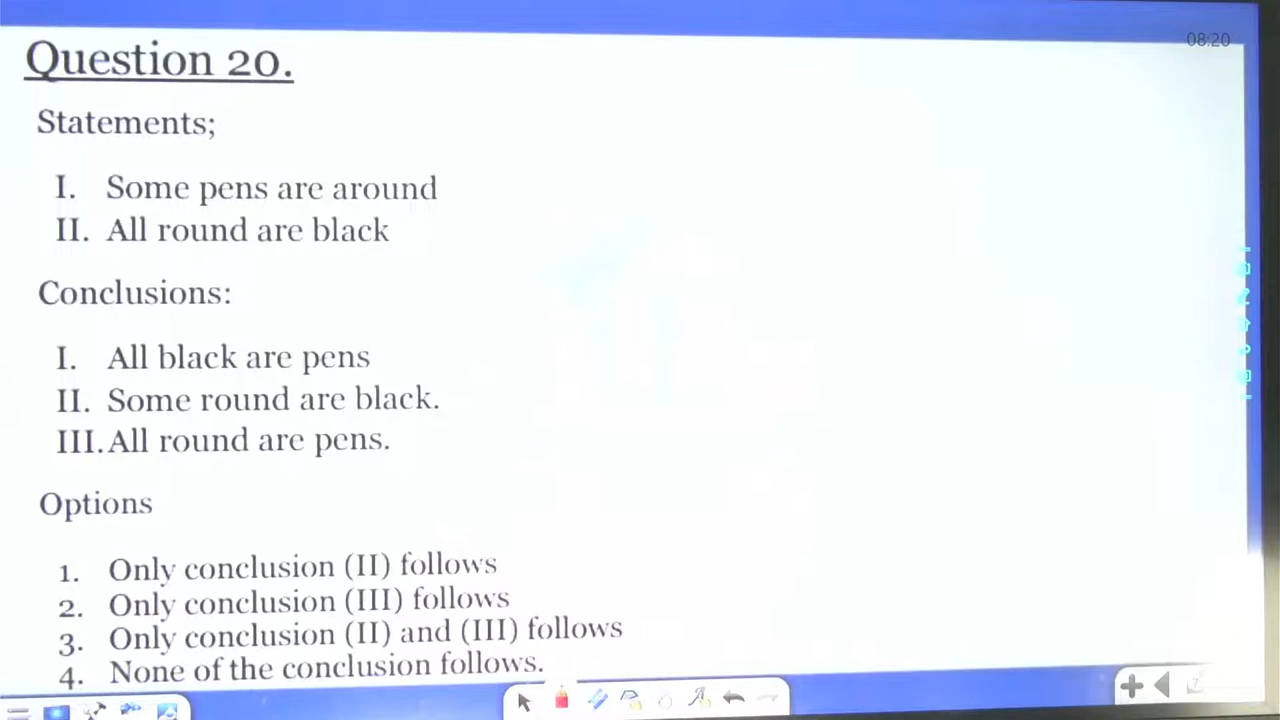 08:20
Question 20.
Statements;
I. Some pens are around
II. All round are black
Conclusions:
I. All black are pens
II. Some round are black.
III. All round are pens.
Options
1. Only conclusion (II) follows
2. Only conclusion (III) follows
3. Only conclusion (II) and (III) follows
4. None of the conclusion follows.